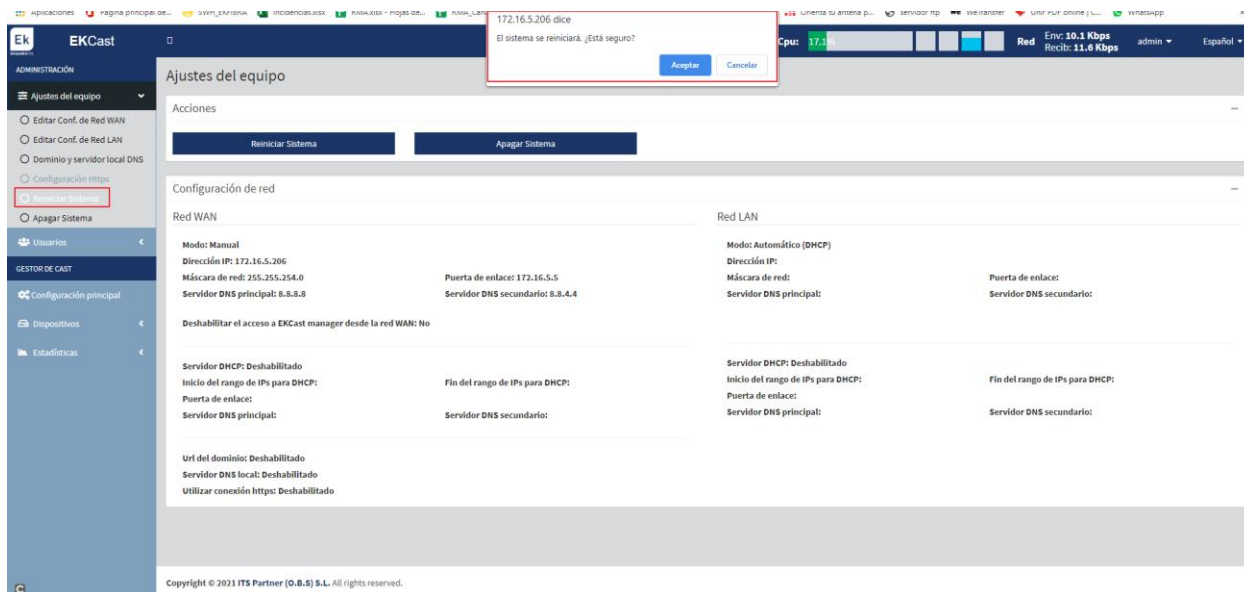 Aplicaciones Página principal de... SWH_EKFIBRA Incidencias.xlsx KMA.xlsx - Hojas de... Orienta tu antena p... servidor ftp WeTransfer Unir PDF online | C... WhatsApp
172.16.5.206 dice
El sistema se reiniciará. ¿Está seguro?
Aceptar Cancelar
Ek EKCast Cpu: 17.1% Red Env: 10.1 Kbps admin Español
Recib: 11.6 Kbps
ADMINISTRACIÓN
Ajustes del equipo
Editar Conf. de Red WAN
Editar Conf. de Red LAN
Dominio y servidor local DNS
Configuración Https
Reiniciar Sistema
Apagar Sistema
Usuarios
GESTOR DE CAST
Configuración principal
Dispositivos
Estadísticas
Ajustes del equipo
Acciones
Reiniciar Sistema Apagar Sistema
Configuración de red
Red WAN
Modo: Manual
Dirección IP: 172.16.5.206
Máscara de red: 255.255.254.0 Puerta de enlace: 172.16.5.5
Servidor DNS principal: 8.8.8.8 Servidor DNS secundario: 8.8.4.4
Deshabilitar el acceso a EKCast manager desde la red WAN: No
Servidor DHCP: Deshabilitado
Inicio del rango de IPs para DHCP: Fin del rango de IPs para DHCP:
Puerta de enlace:
Servidor DNS principal: Servidor DNS secundario:
Url del dominio: Deshabilitado
Servidor DNS local: Deshabilitado
Utilizar conexión https: Deshabilitado
Red LAN
Modo: Automático (DHCP)
Dirección IP:
Máscara de red: Puerta de enlace:
Servidor DNS principal: Servidor DNS secundario:
Servidor DHCP: Deshabilitado
Inicio del rango de IPs para DHCP: Fin del rango de IPs para DHCP:
Puerta de enlace:
Servidor DNS principal: Servidor DNS secundario:
Copyright © 2021 ITS Partner (O.B.S) S.L. All rights reserved.